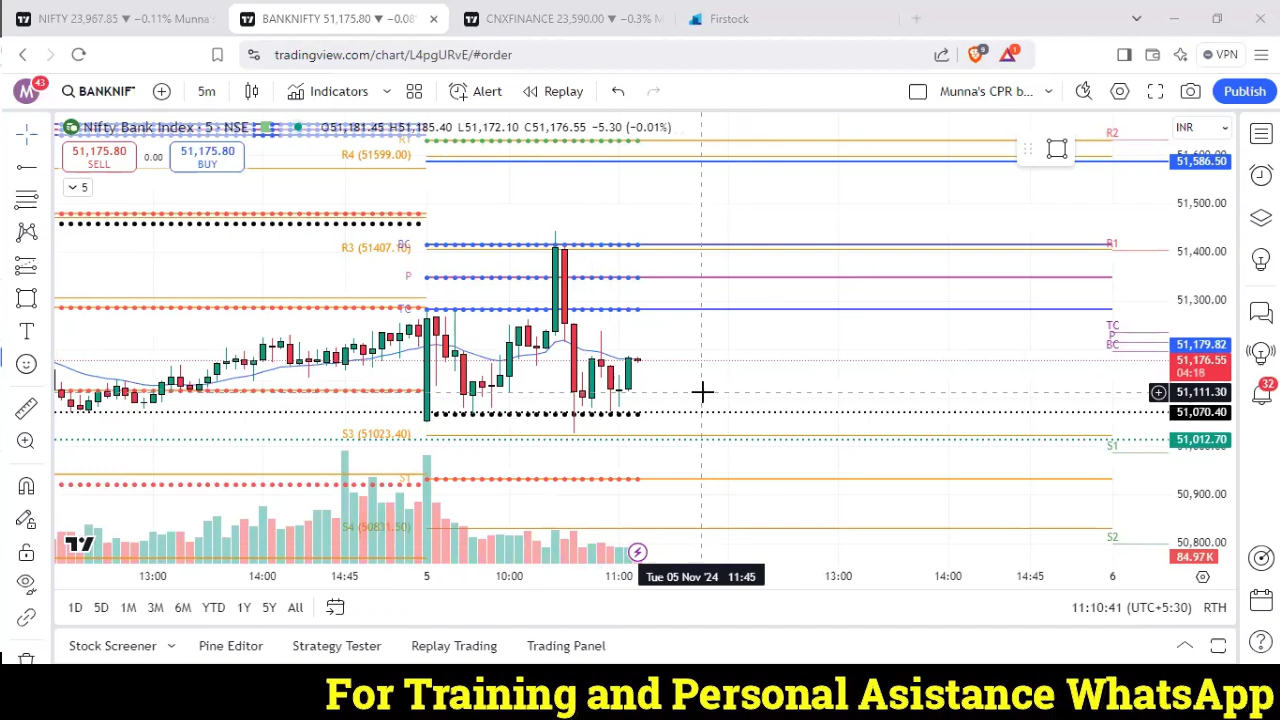 NIFTY 23,967.85 ▼ −0.11% Munna'
BANKNIFTY 51,175.80 ▼ −0.08
CNXFINANCE 23,590.00 ▼ −0.3% M
Firstock
tradingview.com/chart/L4pgURvE/#order
9
1
VPN
M
43
BANKNIF
5m
Indicators
Alert
Replay
Munna's CPR b...
Publish
Nifty Bank Index · 5 · NSE
O51,181.45 H51,185.40 L51,172.10 C51,176.55 −5.30 (−0.01%)
INR
51,175.80
SELL
0.00
51,175.80
BUY
5
R4 (51599.00)
R2
51,586.50
51,500.00
R3 (51407.10)
BC
R1
51,400.00
P
51,300.00
TC
TC
P
BC
51,179.82
51,176.55
04:18
51,111.30
51,070.40
32
S3 (51023.40)
51,012.70
S1
S1
50,900.00
S4 (50831.50)
S2
50,800.00
84.97K
13:00
14:00
14:45
5
10:00
11:00
Tue 05 Nov '24 11:45
13:00
14:00
14:45
6
1D
5D
1M
3M
6M
YTD
1Y
5Y
All
11:10:41 (UTC+5:30)
RTH
Stock Screener
Pine Editor
Strategy Tester
Replay Trading
Trading Panel
For Training and Personal Asistance WhatsApp